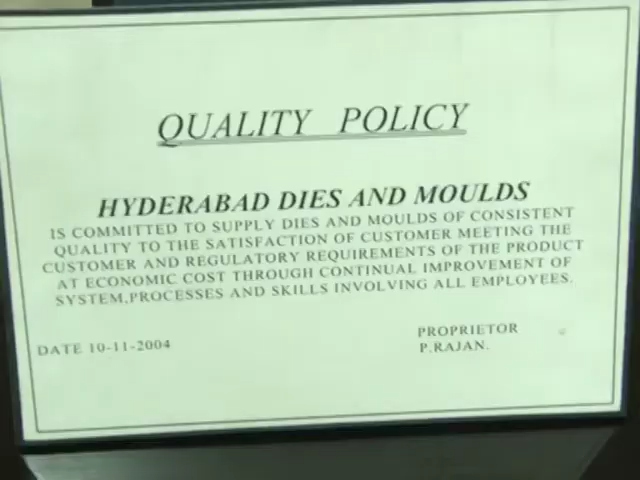 QUALITY POLICY
HYDERABAD DIES AND MOULDS
IS COMMITTED TO SUPPLY DIES AND MOULDS OF CONSISTENT
QUALITY TO THE SATISFACTION OF CUSTOMER MEETING THE
CUSTOMER AND REGULATORY REQUIREMENTS OF THE PRODUCT
AT ECONOMIC COST THROUGH CONTINUAL IMPROVEMENT OF
SYSTEM,PROCESSES AND SKILLS INVOLVING ALL EMPLOYEES.
DATE 10-11-2004
PROPRIETOR
P.RAJAN.